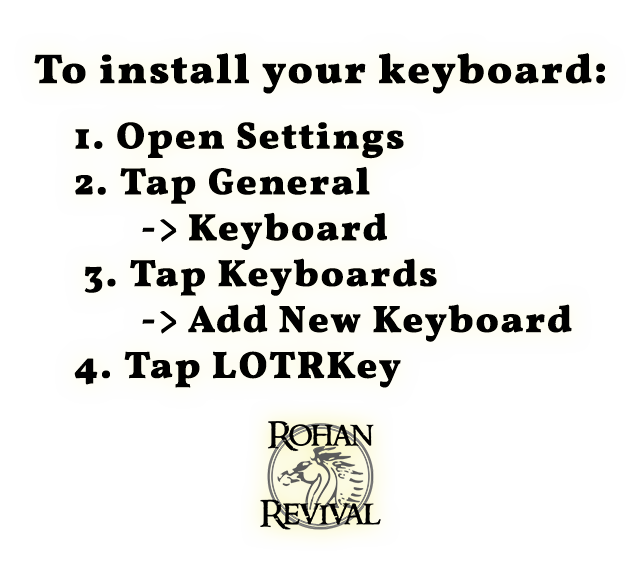 To install your keyboard:
1. Open Settings
2. Tap General
-> Keyboard
3. Tap Keyboards
-> Add New Keyboard
4. Tap LOTRKey
ROHAN
REVIVAL